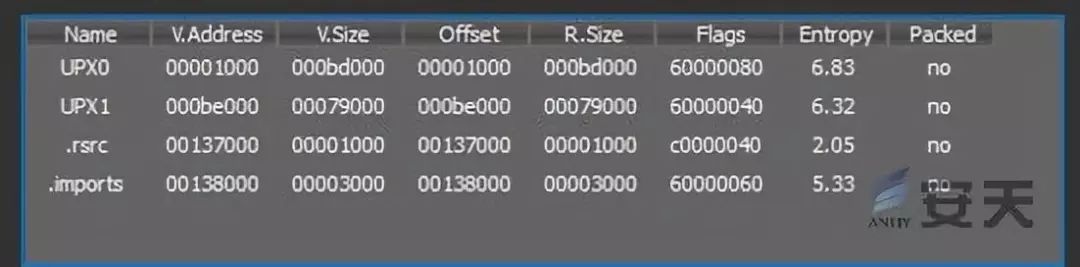 Name V.Address V.Size Offset R.Size Flags Entropy Packed
UPX0 00001000 000bd000 00001000 000bd000 60000080 6.83 no
UPX1 000be000 00079000 000be000 00079000 60000040 6.32 no
.rsrc 00137000 00001000 00137000 00001000 c0000040 2.05 no
.imports 00138000 00003000 00138000 00003000 60000060 5.33 no
ANTIY 安天